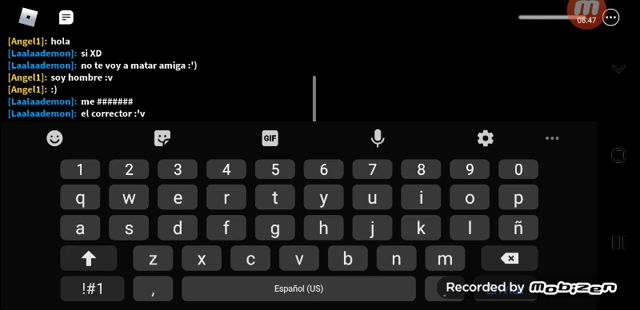 08:47
[Angel1]: hola
[Laalaademon]: si XD
[Laalaademon]: no te voy a matar amiga :')
[Angel1]: soy hombre :v
[Angel1]: :)
[Laalaademon]: me #######
[Laalaademon]: el corrector :'v
GIF
1 2 3 4 5 6 7 8 9 0
q w e r t y u i o p
a s d f g h j k l ñ
z x c v b n m
!#1 , Español (US) .
Recorded by Mobizen